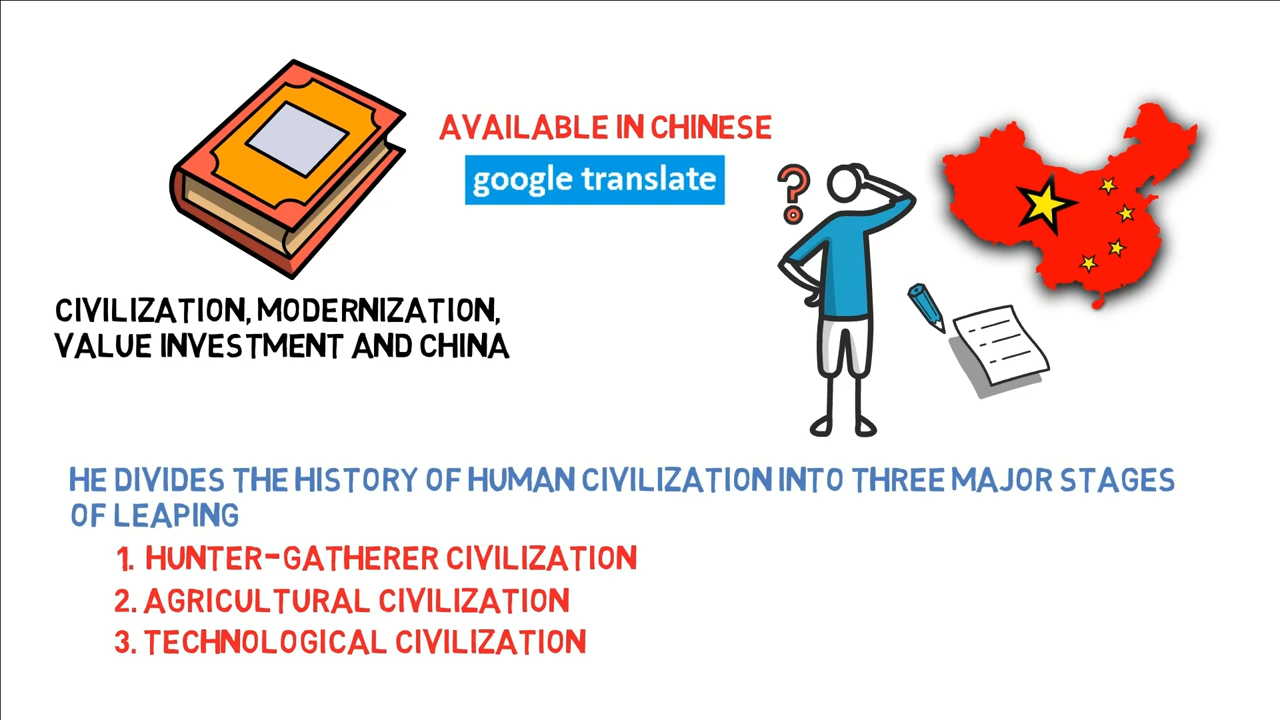 AVAILABLE IN CHINESE
google translate
?
CIVILIZATION, MODERNIZATION,
VALUE INVESTMENT AND CHINA
HE DIVIDES THE HISTORY OF HUMAN CIVILIZATION INTO THREE MAJOR STAGES
OF LEAPING
1. HUNTER-GATHERER CIVILIZATION
2. AGRICULTURAL CIVILIZATION
3. TECHNOLOGICAL CIVILIZATION